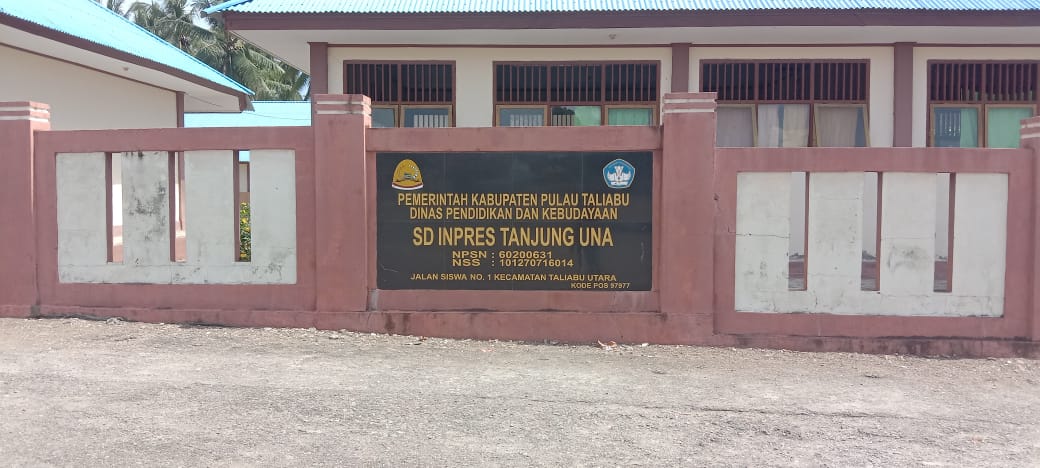 PEMERINTAH KABUPATEN PULAU TALIABU
DINAS PENDIDIKAN DAN KEBUDAYAAN
SD INPRES TANJUNG UNA
NPSN : 60200631
NSS : 101270716014
JALAN SISWA NO. 1 KECAMATAN TALIABU UTARA
KODE POS 97977